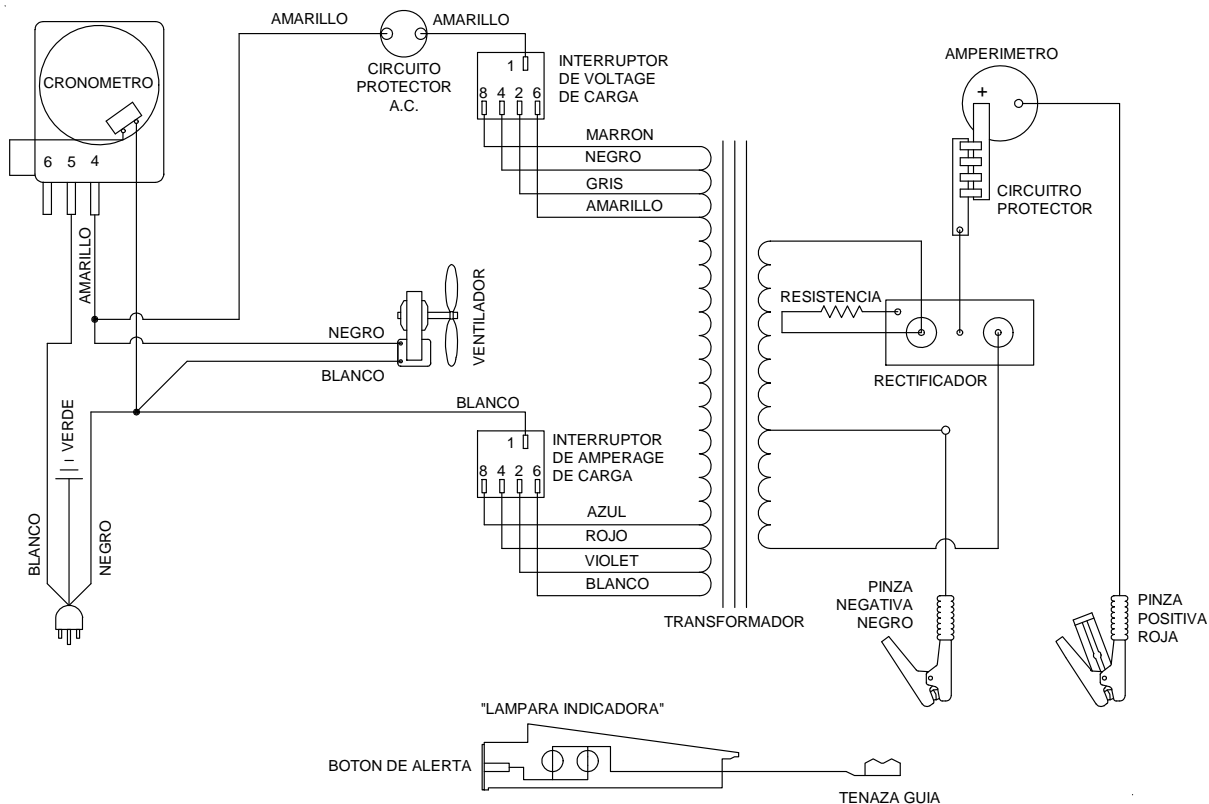 AMARILLO
AMARILLO
CRONOMETRO
6 5 4
CIRCUITO
PROTECTOR
A.C.
1
8 4 2 6
INTERRUPTOR
DE VOLTAGE
DE CARGA
AMPERIMETRO
+
CIRCUITRO
PROTECTOR
MARRON
NEGRO
GRIS
AMARILLO
AMARILLO
NEGRO
BLANCO
VENTILADOR
RESISTENCIA
RECTIFICADOR
BLANCO
VERDE
NEGRO
BLANCO
1
8 4 2 6
INTERRUPTOR
DE AMPERAGE
DE CARGA
AZUL
ROJO
VIOLET
BLANCO
TRANSFORMADOR
PINZA
NEGATIVA
NEGRO
PINZA
POSITIVA
ROJA
"LAMPARA INDICADORA"
BOTON DE ALERTA
TENAZA GUIA